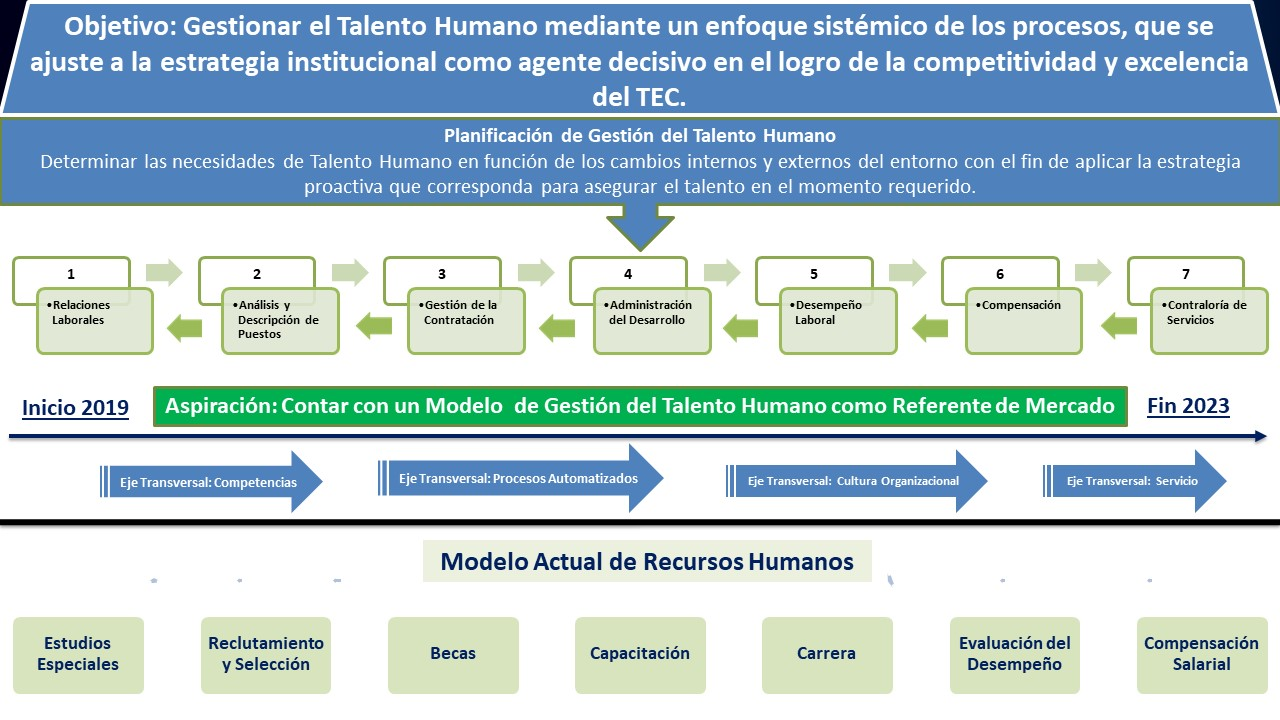 Objetivo: Gestionar el Talento Humano mediante un enfoque sistémico de los procesos, que se
ajuste a la estrategia institucional como agente decisivo en el logro de la competitividad y excelencia
del TEC.
Planificación de Gestión del Talento Humano
Determinar las necesidades de Talento Humano en función de los cambios internos y externos del entorno con el fin de aplicar la estrategia
proactiva que corresponda para asegurar el talento en el momento requerido.
1
•Relaciones
Laborales
2
•Análisis y
Descripción de
Puestos
3
•Gestión de la
Contratación
4
•Administración
del Desarrollo
5
•Desempeño
Laboral
6
•Compensación
7
•Contraloría de
Servicios
Inicio 2019
Aspiración: Contar con un Modelo de Gestión del Talento Humano como Referente de Mercado
Fin 2023
Eje Transversal: Competencias
Eje Transversal: Procesos Automatizados
Eje Transversal: Cultura Organizacional
Eje Transversal: Servicio
Modelo Actual de Recursos Humanos
Estudios
Especiales
Reclutamiento
y Selección
Becas
Capacitación
Carrera
Evaluación del
Desempeño
Compensación
Salarial